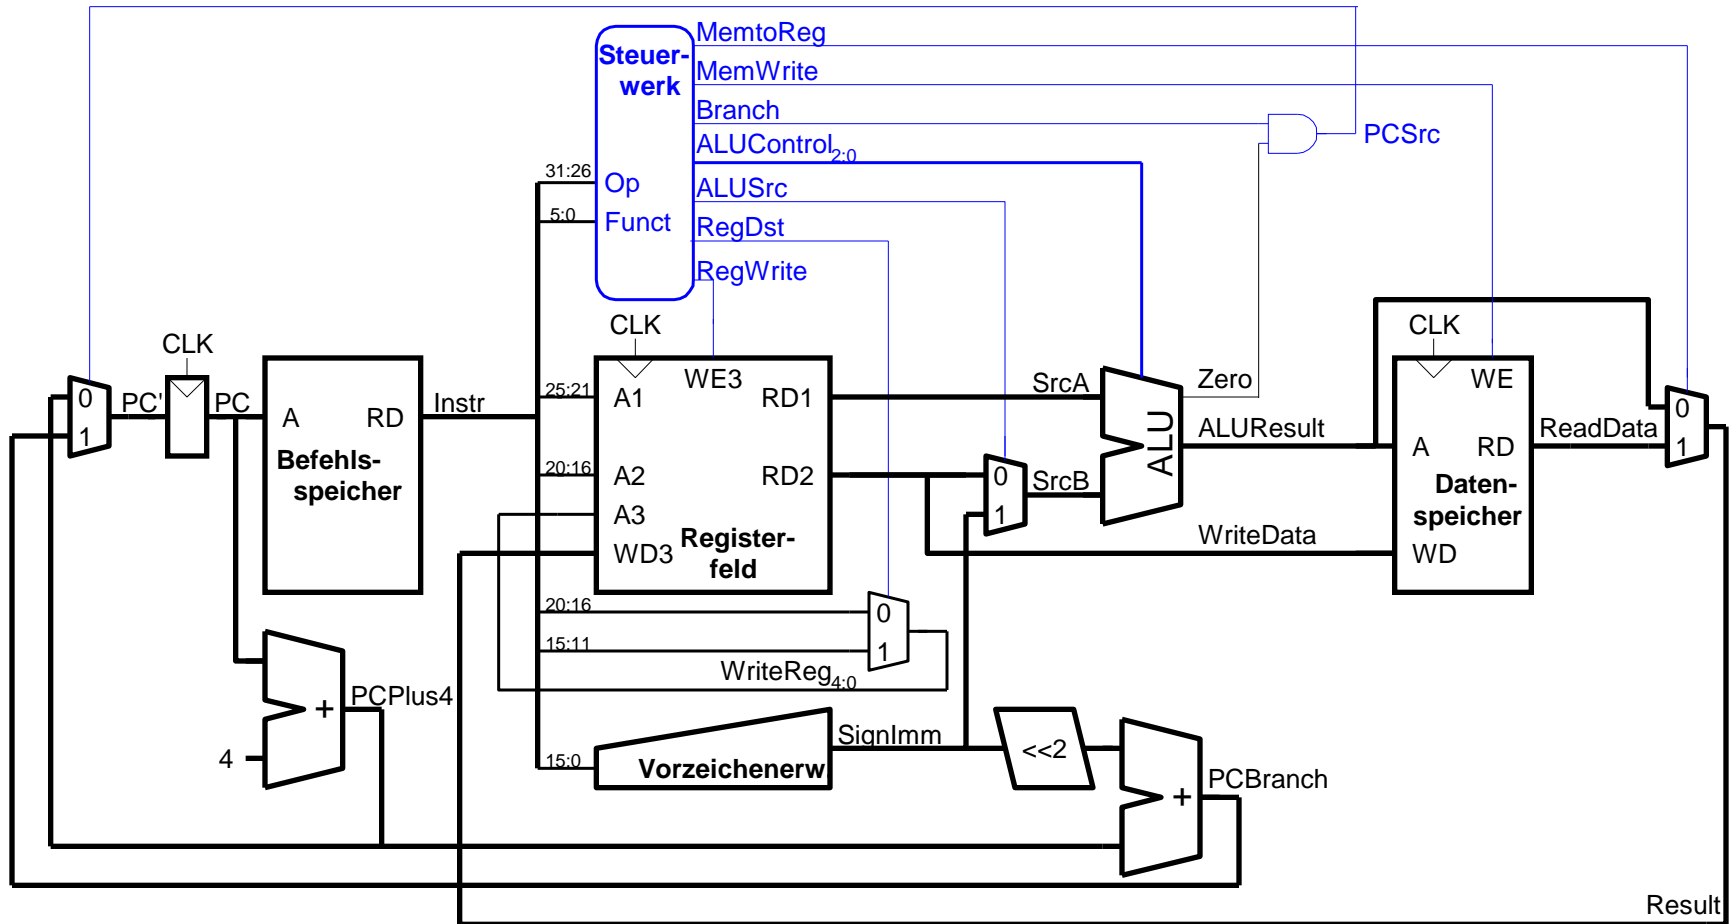 MemtoReg
Steuer-
werk
MemWrite
Branch
PCSrc
ALUControl2:0
31:26
Op
ALUSrc
5:0
Funct
RegDst
RegWrite
CLK
CLK
CLK
0
1
PC'
PC
A
RD
Instr
Befehls-
speicher
25:21
A1
WE3
RD1
SrcA
Zero
WE
0
1
ALU
ALUResult
A
RD
ReadData
20:16
A2
RD2
0
1
SrcB
A3
Daten-
speicher
WD3
Register-
feld
WriteData
WD
20:16
0
15:11
1
WriteReg4:0
PCPlus4
+
4
SignImm
15:0
Vorzeichenerw.
<<2
PCBranch
+
Result